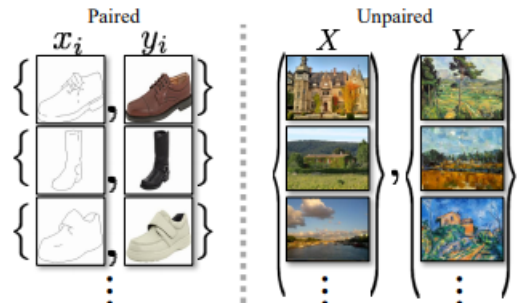 Paired
Unpaired
x_i
y_i
X
Y
{ , }
{ , }
{ , }
⋮ ⋮
( , )
⋮ ⋮